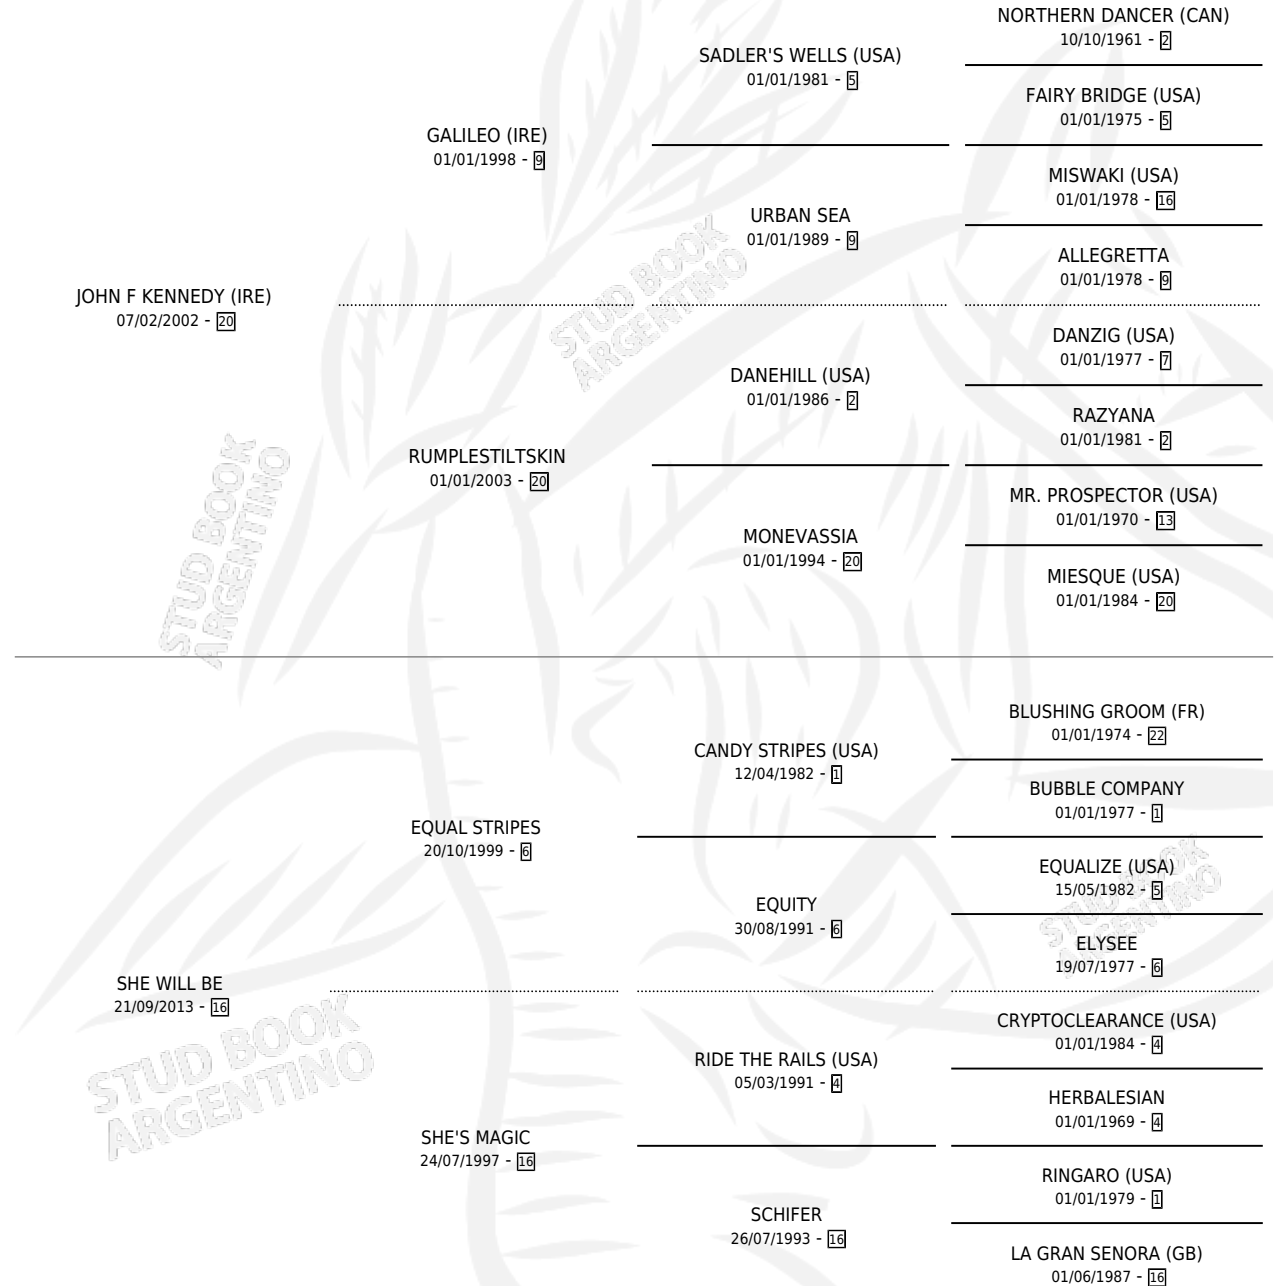 NORTHERN DANCER (CAN)
10/10/1961 - 2
SADLER'S WELLS (USA)
01/01/1981 - 5
FAIRY BRIDGE (USA)
01/01/1975 - 5
GALILEO (IRE)
01/01/1998 - 9
MISWAKI (USA)
01/01/1978 - 16
URBAN SEA
01/01/1989 - 9
ALLEGRETTA
01/01/1978 - 9
JOHN F KENNEDY (IRE)
07/02/2002 - 20
STUD BOOK
ARGENTINO
DANZIG (USA)
01/01/1977 - 7
DANEHILL (USA)
01/01/1986 - 2
RAZYANA
01/01/1981 - 2
RUMPLESTILTSKIN
01/01/2003 - 20
MR. PROSPECTOR (USA)
01/01/1970 - 13
MONEVASSIA
01/01/1994 - 20
MIESQUE (USA)
01/01/1984 - 20
STUD BOOK
ARGENTINO
BLUSHING GROOM (FR)
01/01/1974 - 22
CANDY STRIPES (USA)
12/04/1982 - 1
BUBBLE COMPANY
01/01/1977 - 1
EQUAL STRIPES
20/10/1999 - 6
EQUALIZE (USA)
15/05/1982 - 5
EQUITY
30/08/1991 - 6
ELYSEE
19/07/1977 - 6
STUD BOOK
ARGENTINO
SHE WILL BE
21/09/2013 - 16
STUD BOOK
ARGENTINO
CRYPTOCLEARANCE (USA)
01/01/1984 - 4
RIDE THE RAILS (USA)
05/03/1991 - 4
HERBALESIAN
01/01/1969 - 4
SHE'S MAGIC
24/07/1997 - 16
RINGARO (USA)
01/01/1979 - 1
SCHIFER
26/07/1993 - 16
LA GRAN SENORA (GB)
01/06/1987 - 16